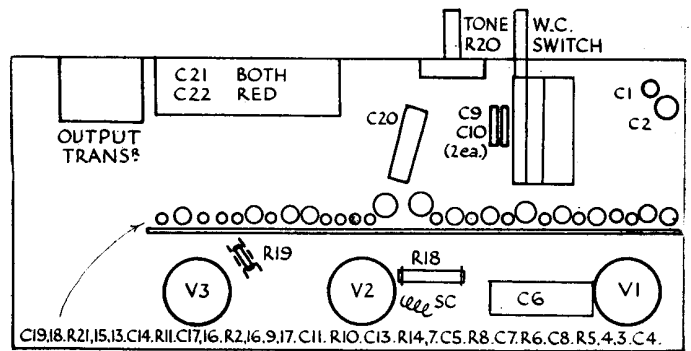 TONE W.C.
R20 SWITCH
C21 BOTH
C22 RED
C1
C2
C9
C10
(2ea.)
C20
OUTPUT
TRANSR.
R19
R18
V3
V2
SC
C6
V1
C19,18. R21,15,13. C14. R11. C17,16. R2,16.9,17. C11. R10. C13. R14,7. C5. R8. C7. R6. C8. R5,4.3. C4.